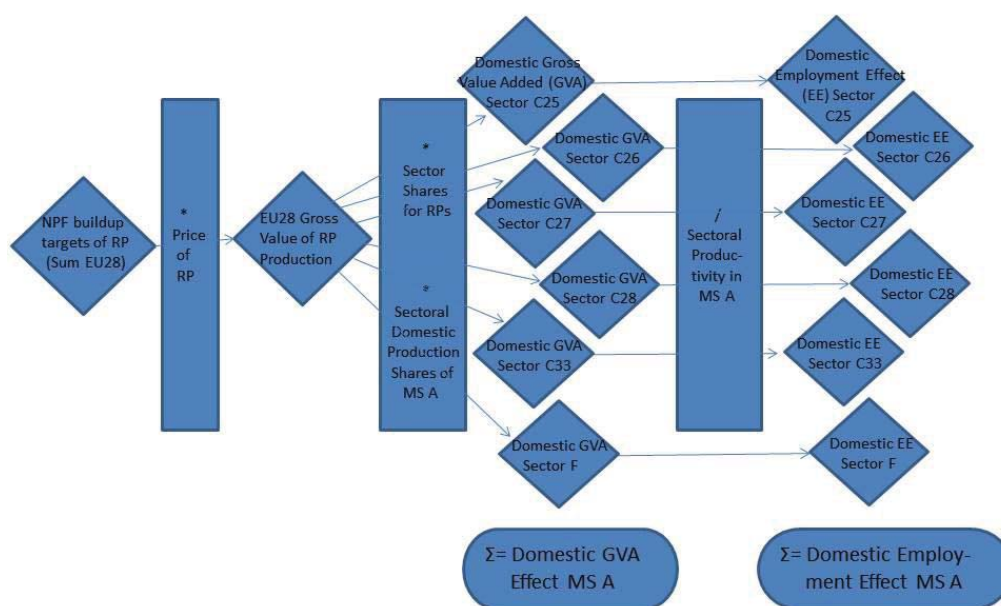 NPF buildup
targets of RP
(Sum EU28)
*
Price
of
RP
EU28 Gross
Value of RP
Production
*
Sector
Shares
for RPs
*
Sectoral
Domestic
Production
Shares of
MS A
Domestic Gross
Value Added (GVA)
Sector C25
Domestic GVA
Sector C26
Domestic GVA
Sector C27
Domestic GVA
Sector C28
Domestic GVA
Sector C33
Domestic GVA
Sector F
/
Sectoral
Produc-
tivity in
MS A
Domestic
Employment Effect
(EE) Sector
C25
Domestic EE
Sector C26
Domestic EE
Sector C27
Domestic EE
Sector C28
Domestic EE
Sector C33
Domestic EE
Sector F
Σ= Domestic GVA
Effect MS A
Σ= Domestic Employ-
ment Effect MS A